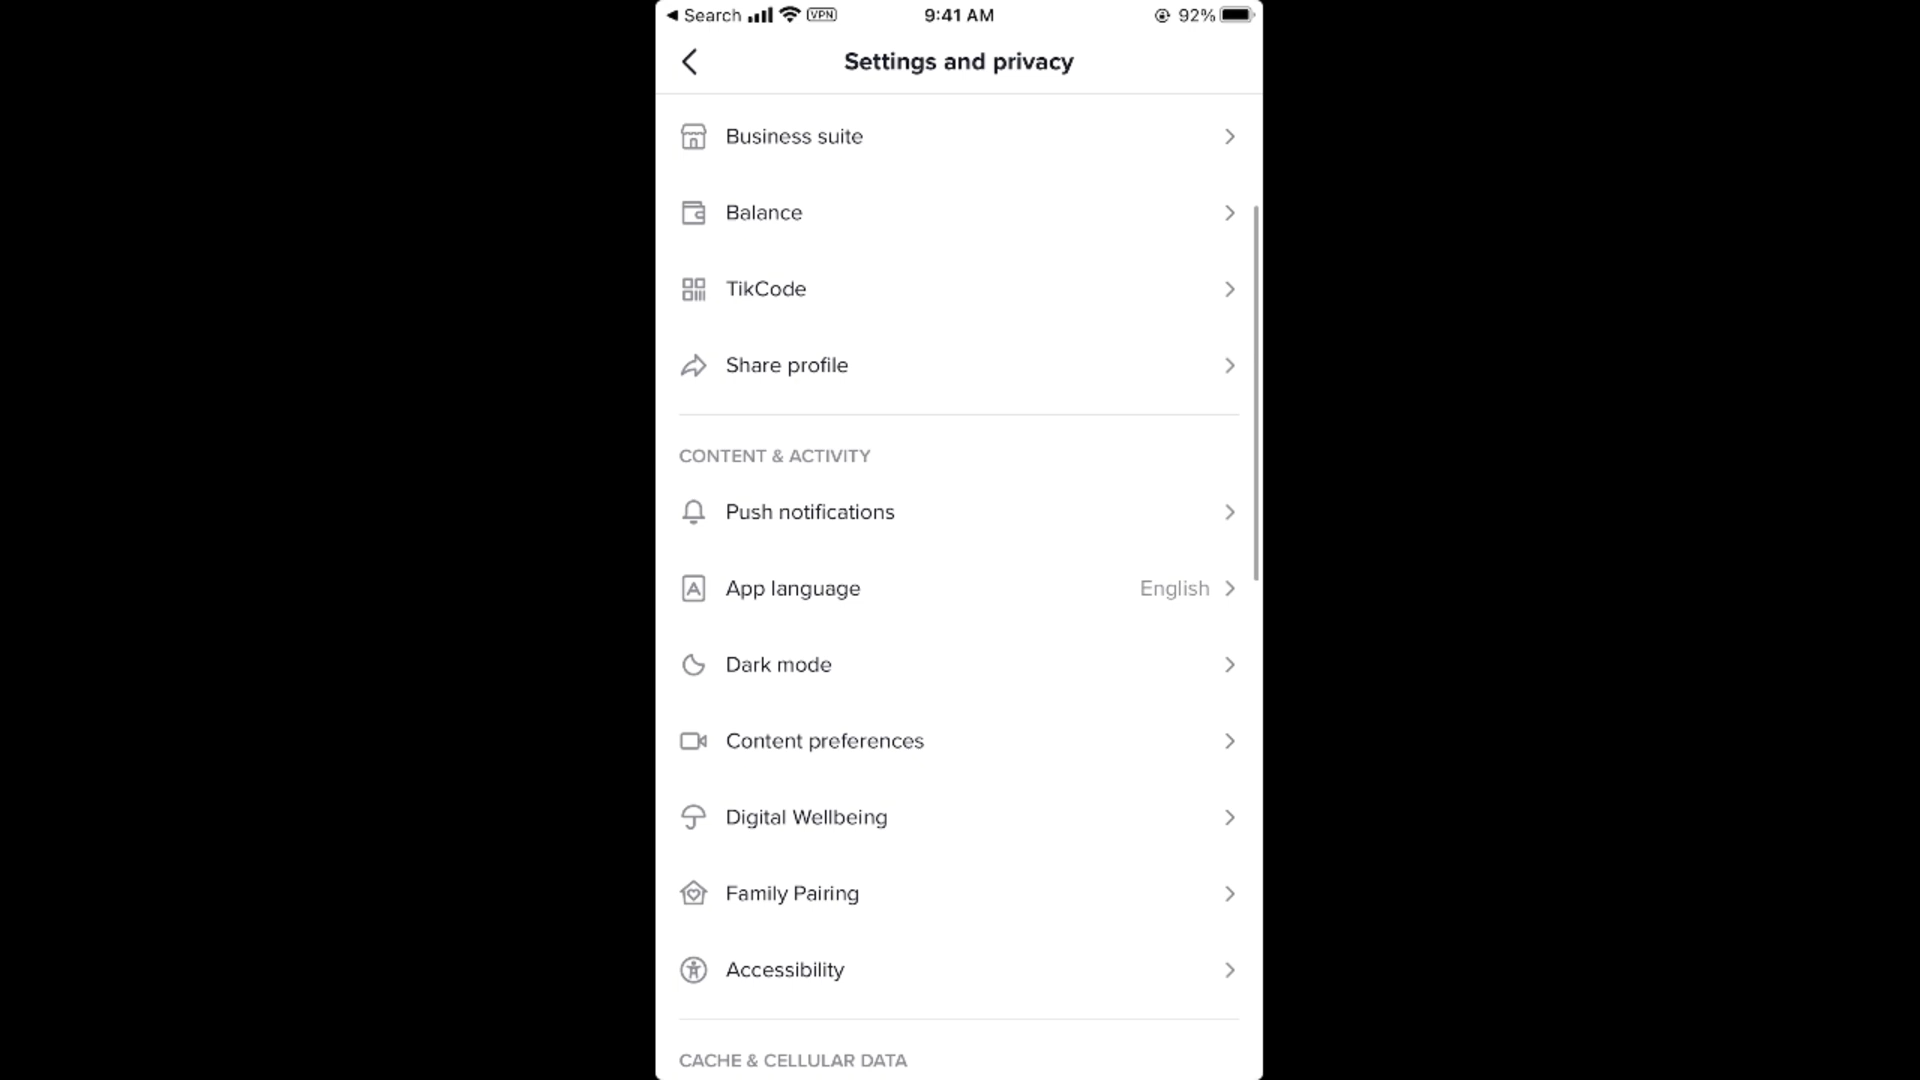 Search VPN 9:41 AM 92%
Settings and privacy
Business suite
Balance
TikCode
Share profile
CONTENT & ACTIVITY
Push notifications
App language English
Dark mode
Content preferences
Digital Wellbeing
Family Pairing
Accessibility
CACHE & CELLULAR DATA